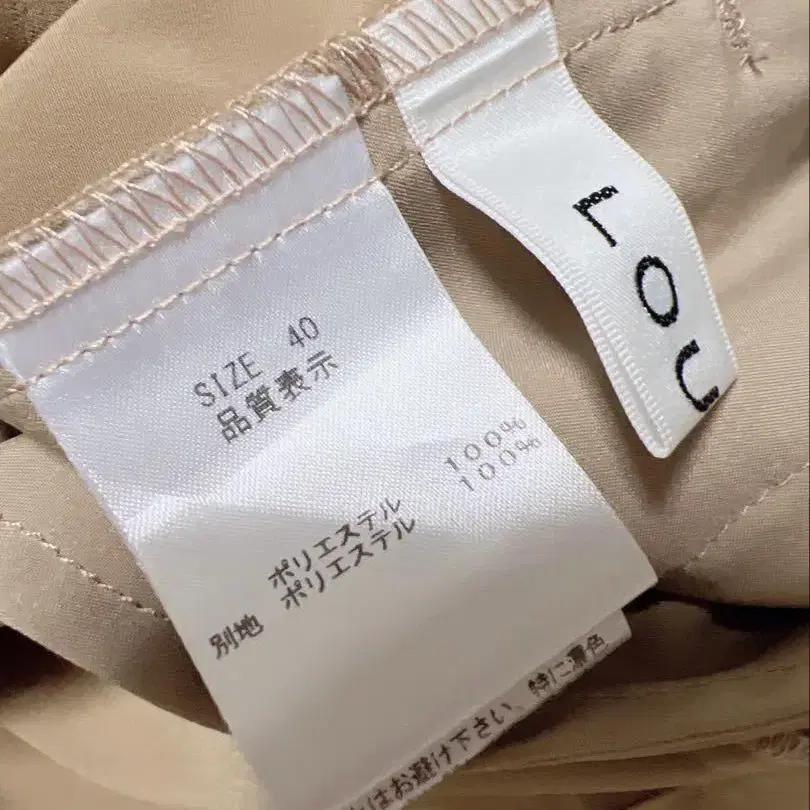 SIZE 40
品質表示
ポリエステル 100%
別地 ポリエステル 100%
はお避け下さい、特に濃色
LOU